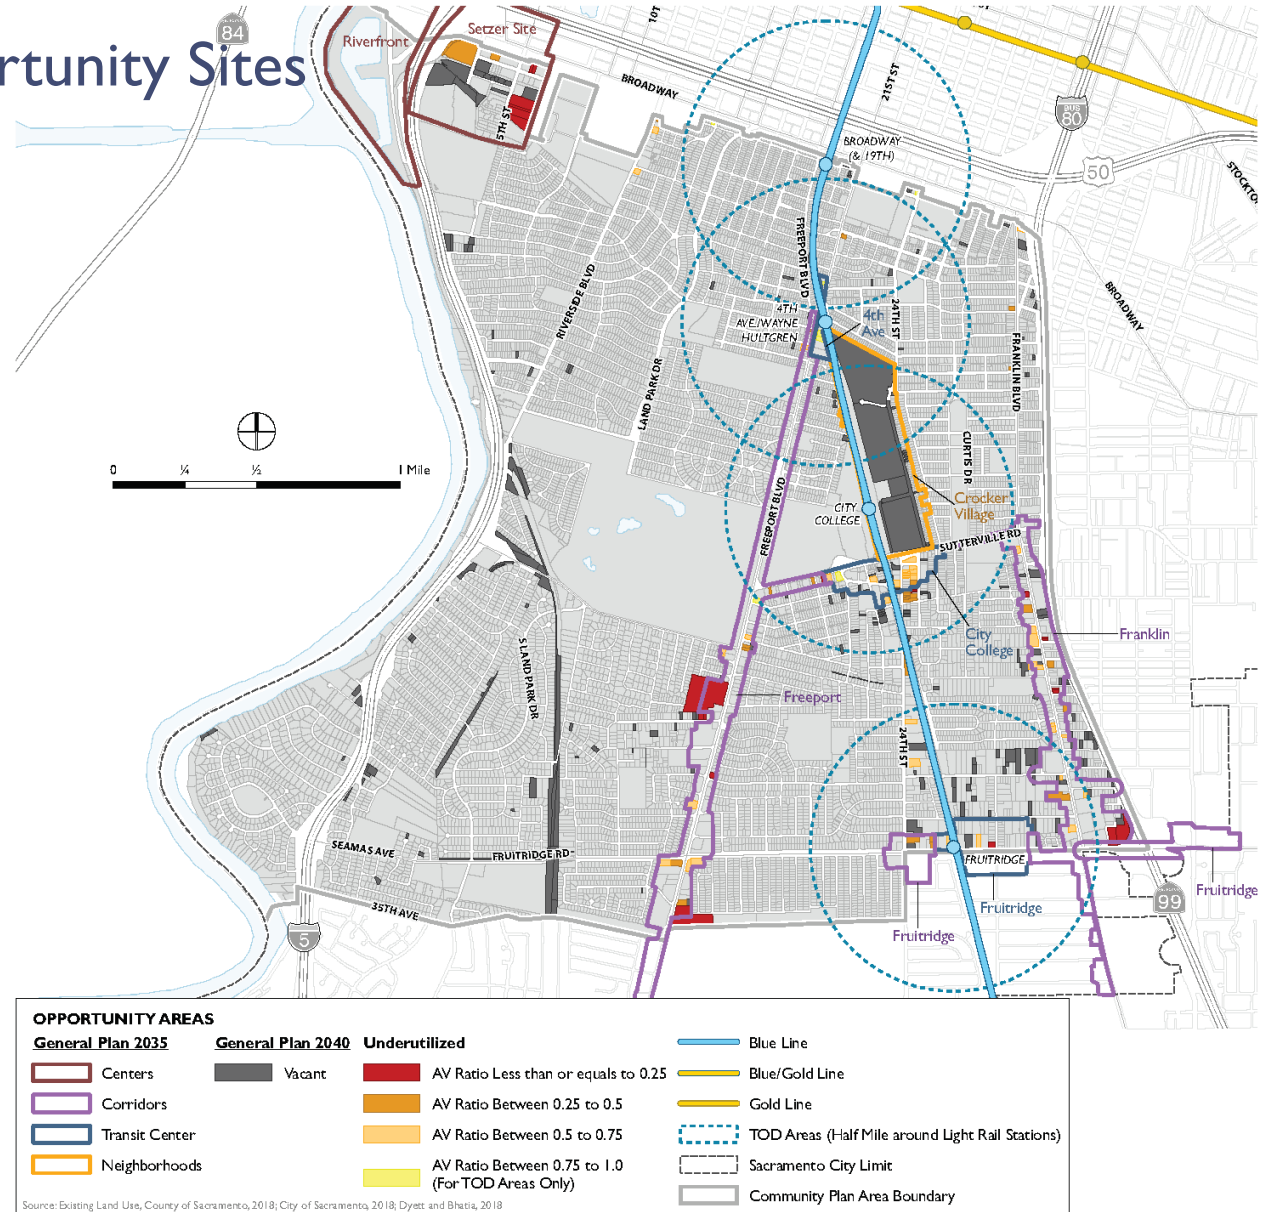 rtunity Sites
84
Riverfront
Setzer Site
10T
BROADWAY
21ST ST
BUS
80
5TH ST
BROADWAY
(& 19TH)
50
STOCKTO
FREEPORT BLVD
RIVERSIDE BLVD
4TH
AVE./WAYNE
HULTGREN
4th
Ave
24TH ST
BROADWAY
FRANKLIN BLVD
LAND PARK DR
0
¼
½
1 Mile
CURTIS DR
Crocker
Village
CITY
COLLEGE
FREEPORT BLVD
SUTTERVILLE RD
City
College
Franklin
S LAND PARK DR
Freeport
24TH ST
SEAMAS AVE
FRUITRIDGE RD
FRUITRIDGE
Fruitridge
99
35TH AVE
Fruitridge
Fruitridge
5
OPPORTUNITY AREAS
General Plan 2035
Centers
Corridors
Transit Center
Neighborhoods
General Plan 2040
Vacant
Underutilized
AV Ratio Less than or equals to 0.25
AV Ratio Between 0.25 to 0.5
AV Ratio Between 0.5 to 0.75
AV Ratio Between 0.75 to 1.0
(For TOD Areas Only)
Blue Line
Blue/Gold Line
Gold Line
TOD Areas (Half Mile around Light Rail Stations)
Sacramento City Limit
Community Plan Area Boundary
Source: Existing Land Use, County of Sacramento, 2018; City of Sacramento, 2018; Dyett and Bhatia, 2018